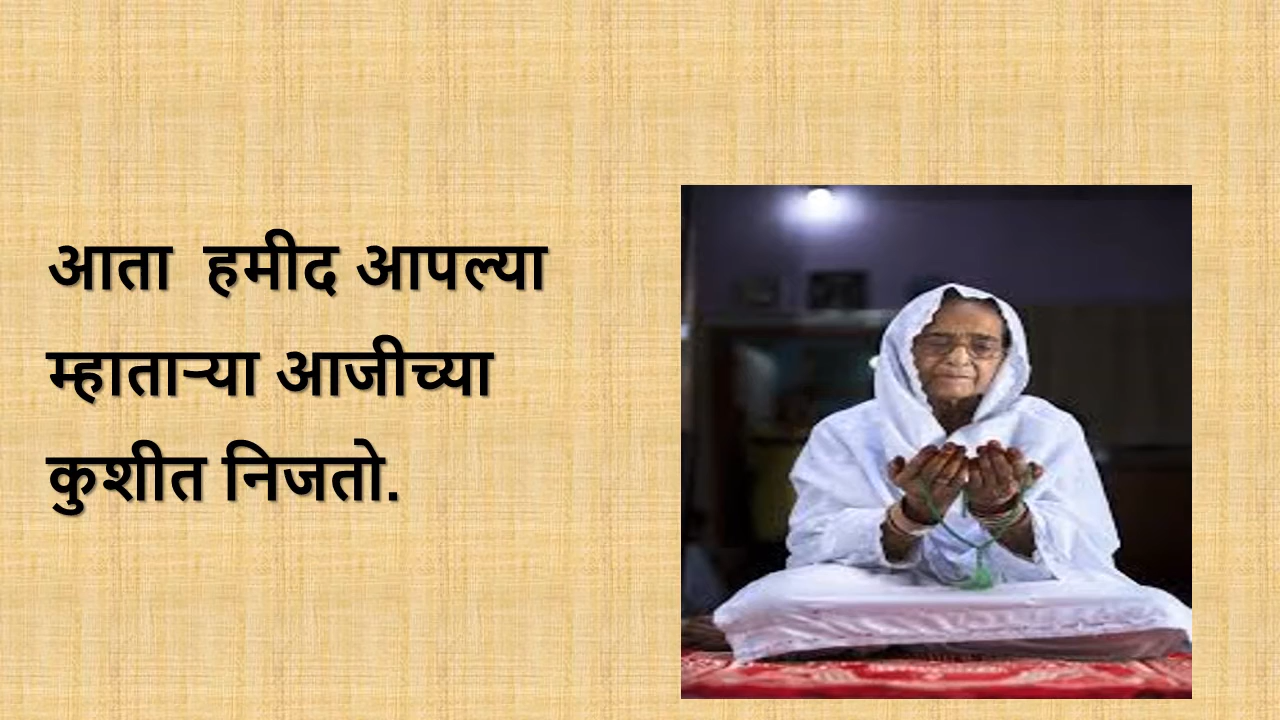 आता हमीद आपल्या
म्हाताऱ्या आजीच्या
कुशीत निजतो.